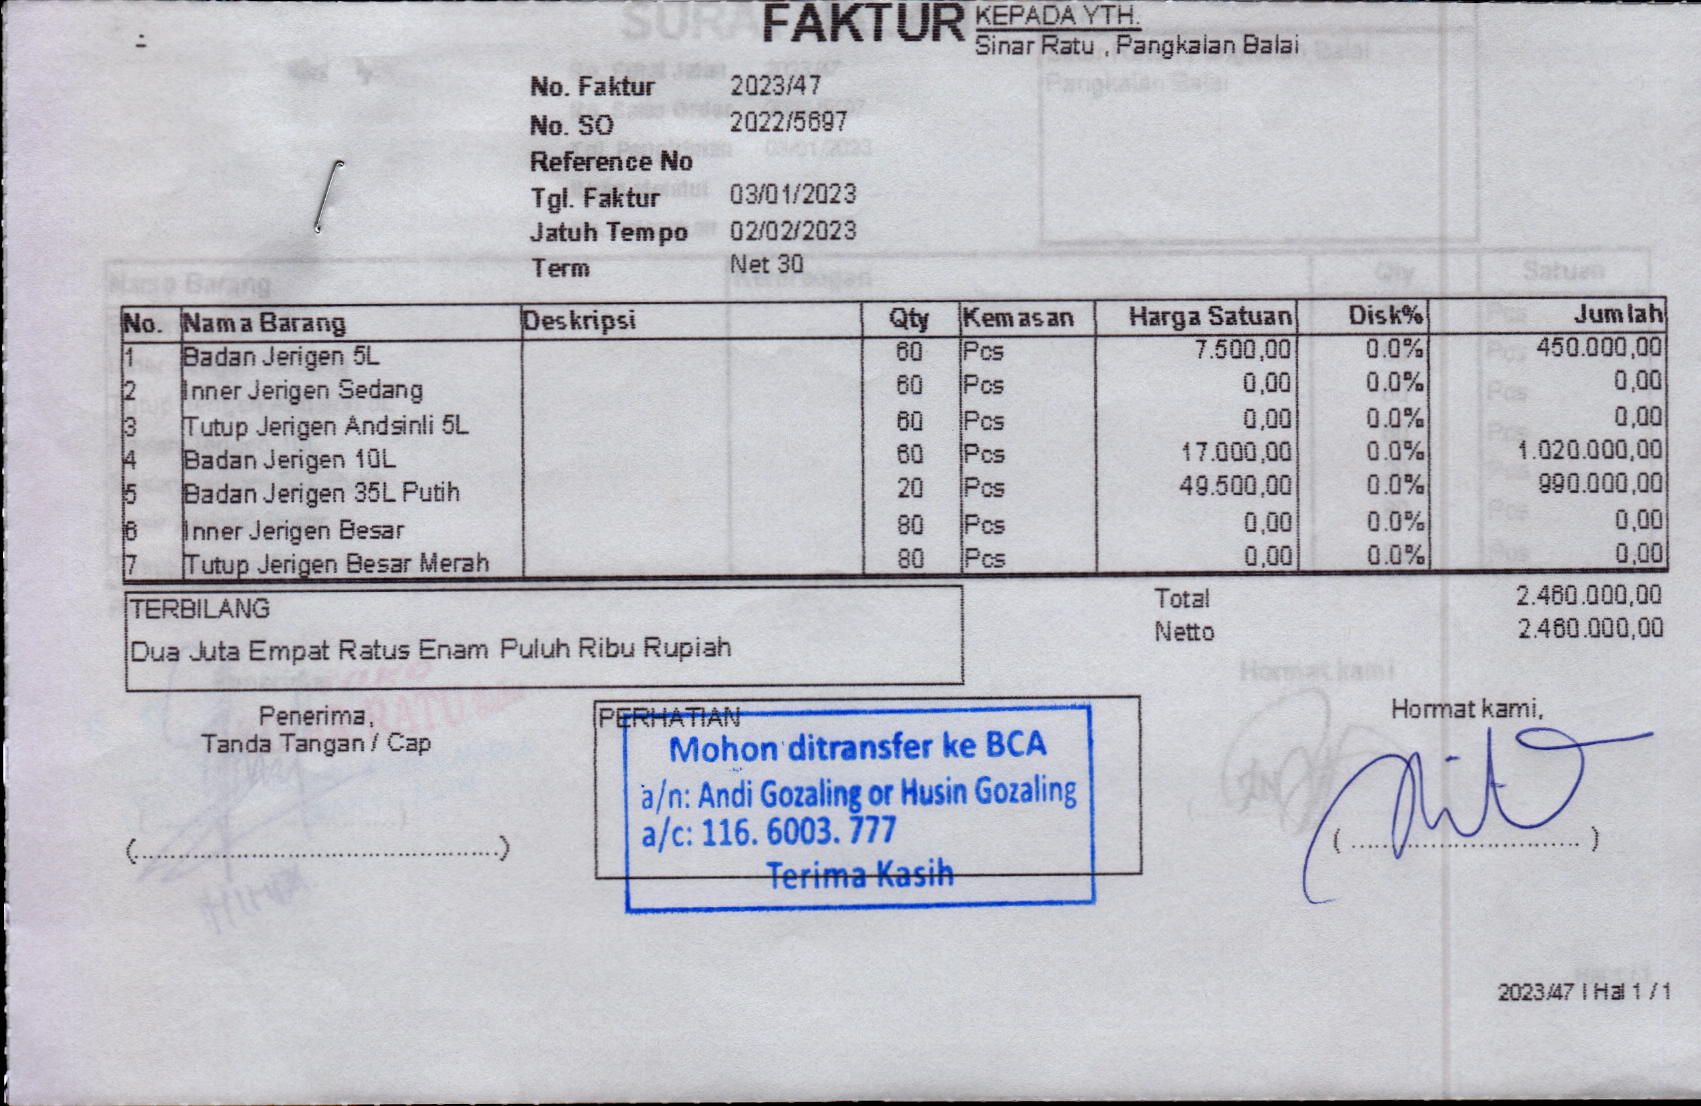 FAKTUR
KEPADA YTH.
Sinar Ratu , Pangkalan Balai
No. Faktur 2023/47
No. SO 2022/5697
Reference No
Tgl. Faktur 03/01/2023
Jatuh Tempo 02/02/2023
Term Net 30
No. Nama Barang Deskripsi Qty Kemasan Harga Satuan Disk% Jumlah
1 Badan Jerigen 5L 60 Pcs 7.500,00 0.0% 450.000,00
2 Inner Jerigen Sedang 60 Pcs 0,00 0.0% 0,00
3 Tutup Jerigen Andsinli 5L 60 Pcs 0,00 0.0% 0,00
4 Badan Jerigen 10L 60 Pcs 17.000,00 0.0% 1.020.000,00
5 Badan Jerigen 35L Putih 20 Pcs 49.500,00 0.0% 990.000,00
6 Inner Jerigen Besar 80 Pcs 0,00 0.0% 0,00
7 Tutup Jerigen Besar Merah 80 Pcs 0,00 0.0% 0,00
TERBILANG
Dua Juta Empat Ratus Enam Puluh Ribu Rupiah
Total 2.460.000,00
Netto 2.460.000,00
Penerima,
Tanda Tangan / Cap
(................................................)
PERHATIAN
Mohon ditransfer ke BCA
a/n: Andi Gozaling or Husin Gozaling
a/c: 116. 6003. 777
Terima Kasih
Hormat kami,
( .............................. )
2023/47 | Hal 1 / 1